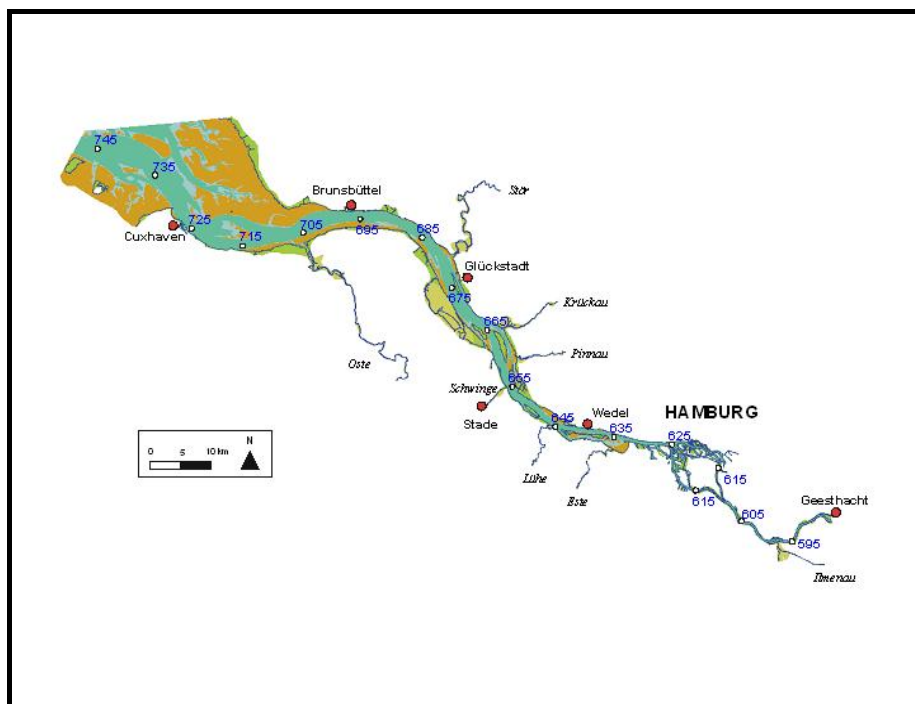 745
735
Brunsbüttel
Stör
725
Cuxhaven
715
705
695
685
Glückstadt
675
Krückau
665
Oste
Pinnau
655
Schwinge
Stade
645
Wedel
635
HAMBURG
625
Lühe
Este
615
615
Geesthacht
605
595
Ilmenau
N
0 5 10 km